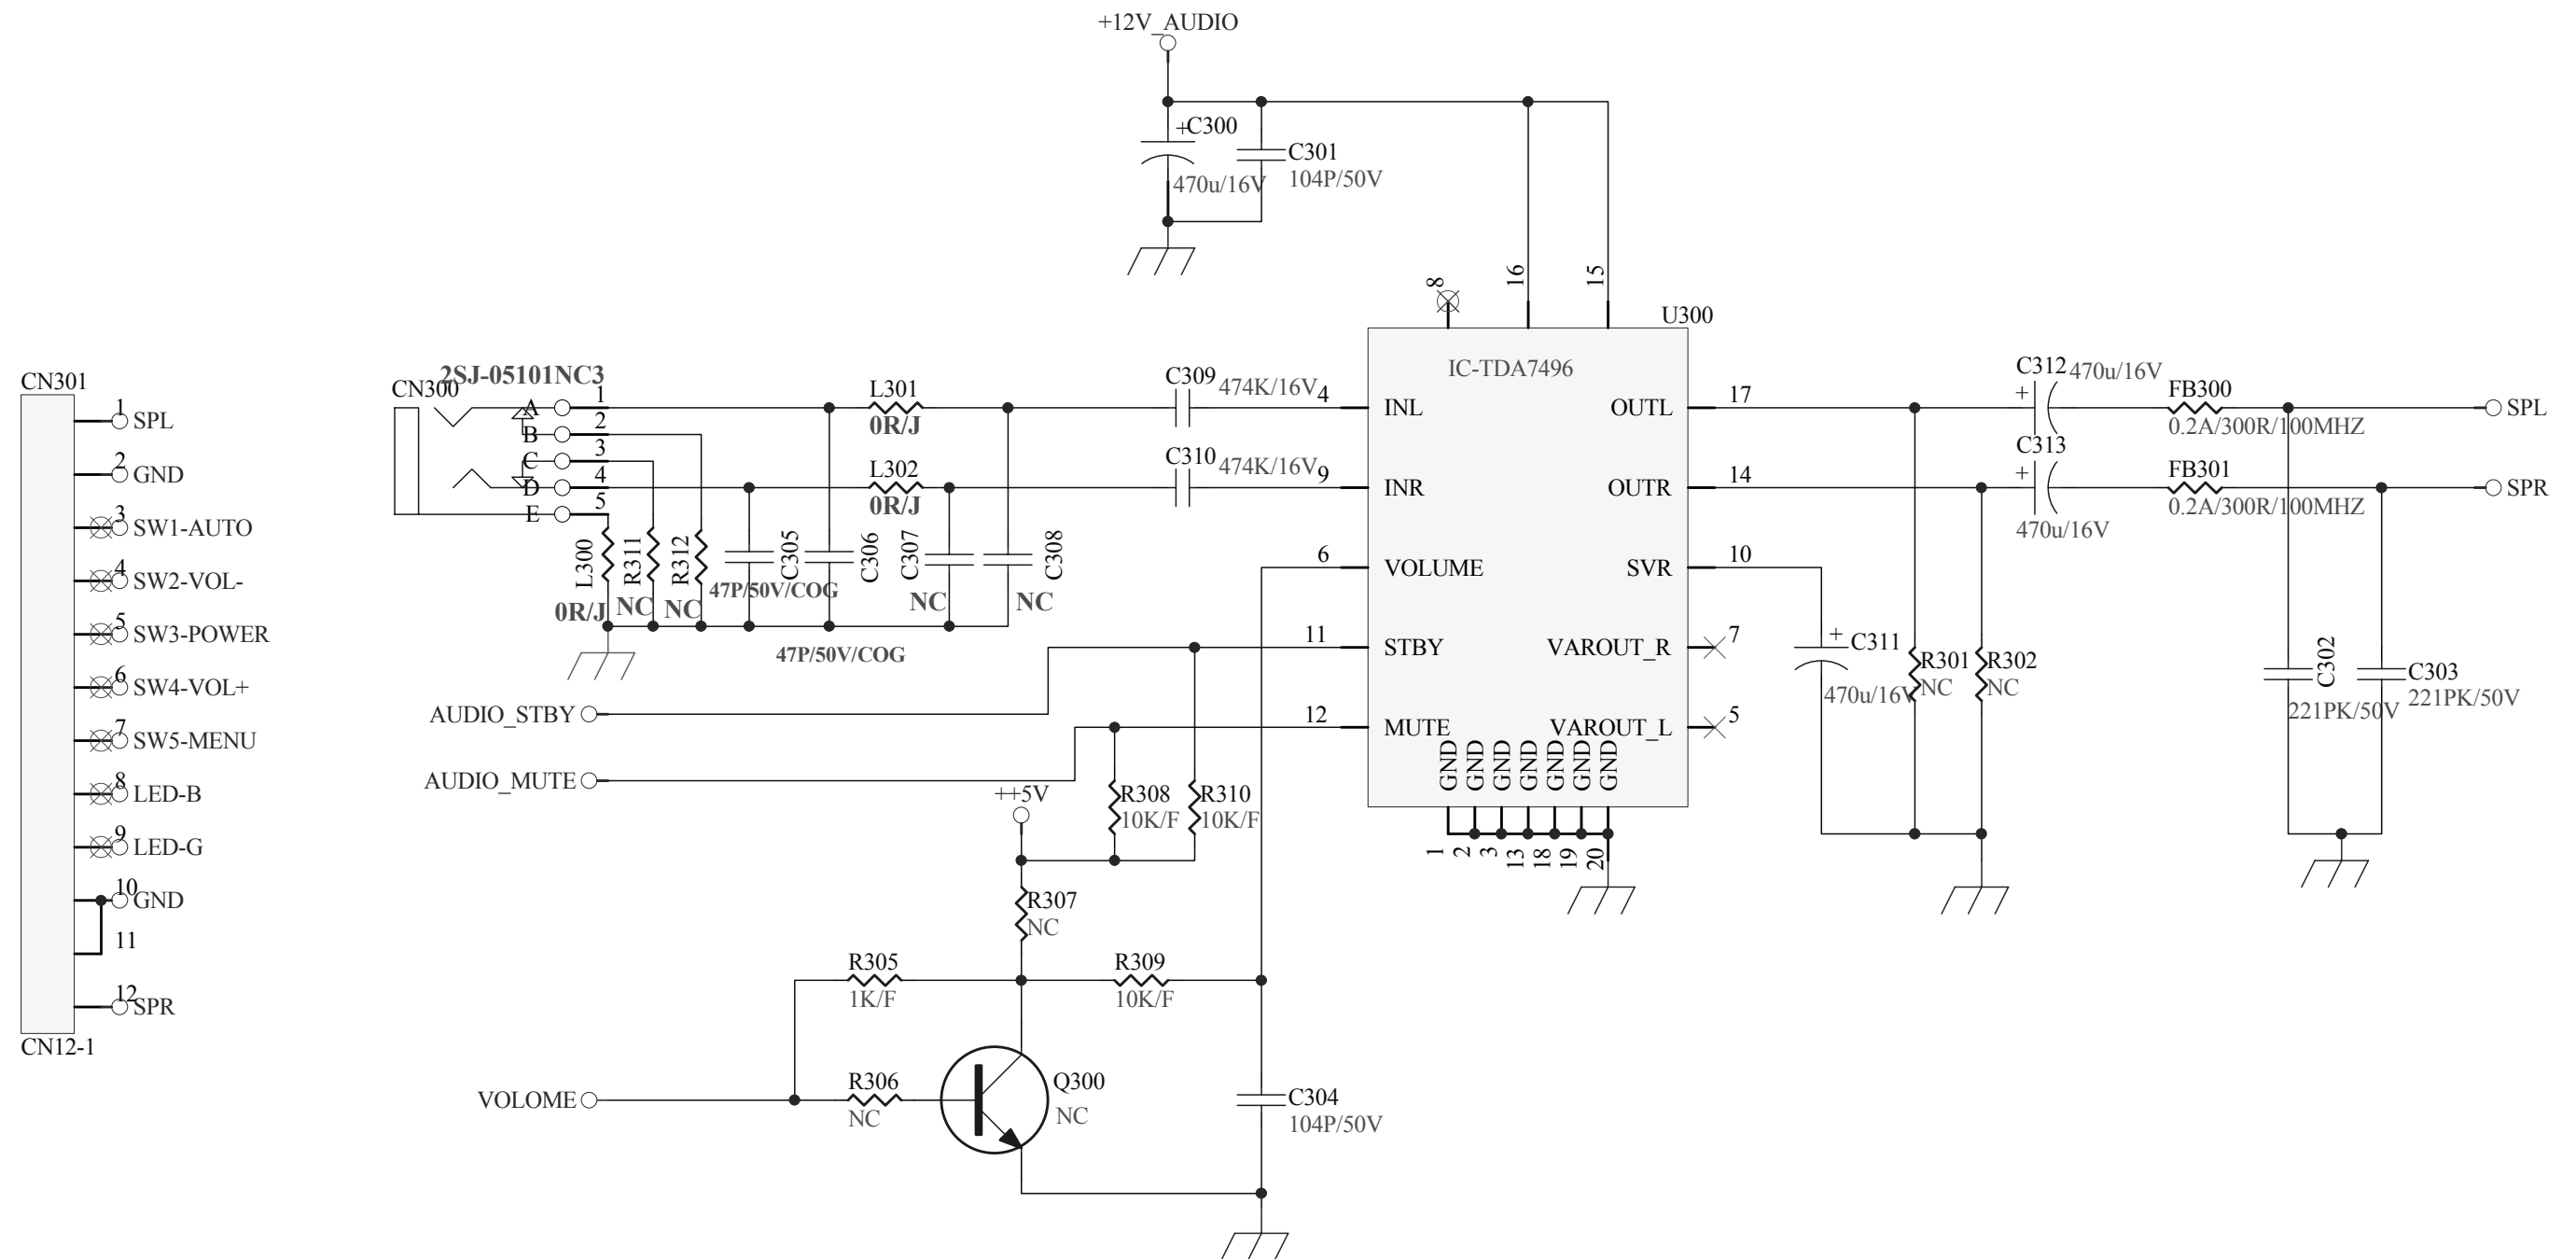 +12V_AUDIO
+
C300
470u/16V
C301
104P/50V
8
16
15
U300
IC-TDA7496
4
INL
9
INR
6
VOLUME
11
STBY
12
MUTE
OUTL
17
OUTR
14
SVR
10
VAROUT_R
7
VAROUT_L
5
GND
GND
GND
GND
GND
GND
GND
1
2
3
13
18
19
20
CN301
1
SPL
2
GND
3
SW1-AUTO
4
SW2-VOL-
5
SW3-POWER
6
SW4-VOL+
7
SW5-MENU
8
LED-B
9
LED-G
10
GND
11
12
SPR
CN12-1
2SJ-05101NC3
CN300
A
1
B
2
C
3
D
4
E
5
L301
0R/J
L302
0R/J
C309
474K/16V
C310
474K/16V
L300
0R/J
R311
NC
R312
NC
C305
47P/50V/COG
C306
47P/50V/COG
C307
NC
C308
NC
AUDIO_STBY
AUDIO_MUTE
++5V
R308
10K/F
R310
10K/F
R307
NC
R305
1K/F
R309
10K/F
VOLOME
R306
NC
Q300
NC
C304
104P/50V
+
C311
470u/16V
R301
NC
R302
NC
C312
470u/16V
+
C313
+
470u/16V
FB300
0.2A/300R/100MHZ
FB301
0.2A/300R/100MHZ
C302
221PK/50V
C303
221PK/50V
SPL
SPR